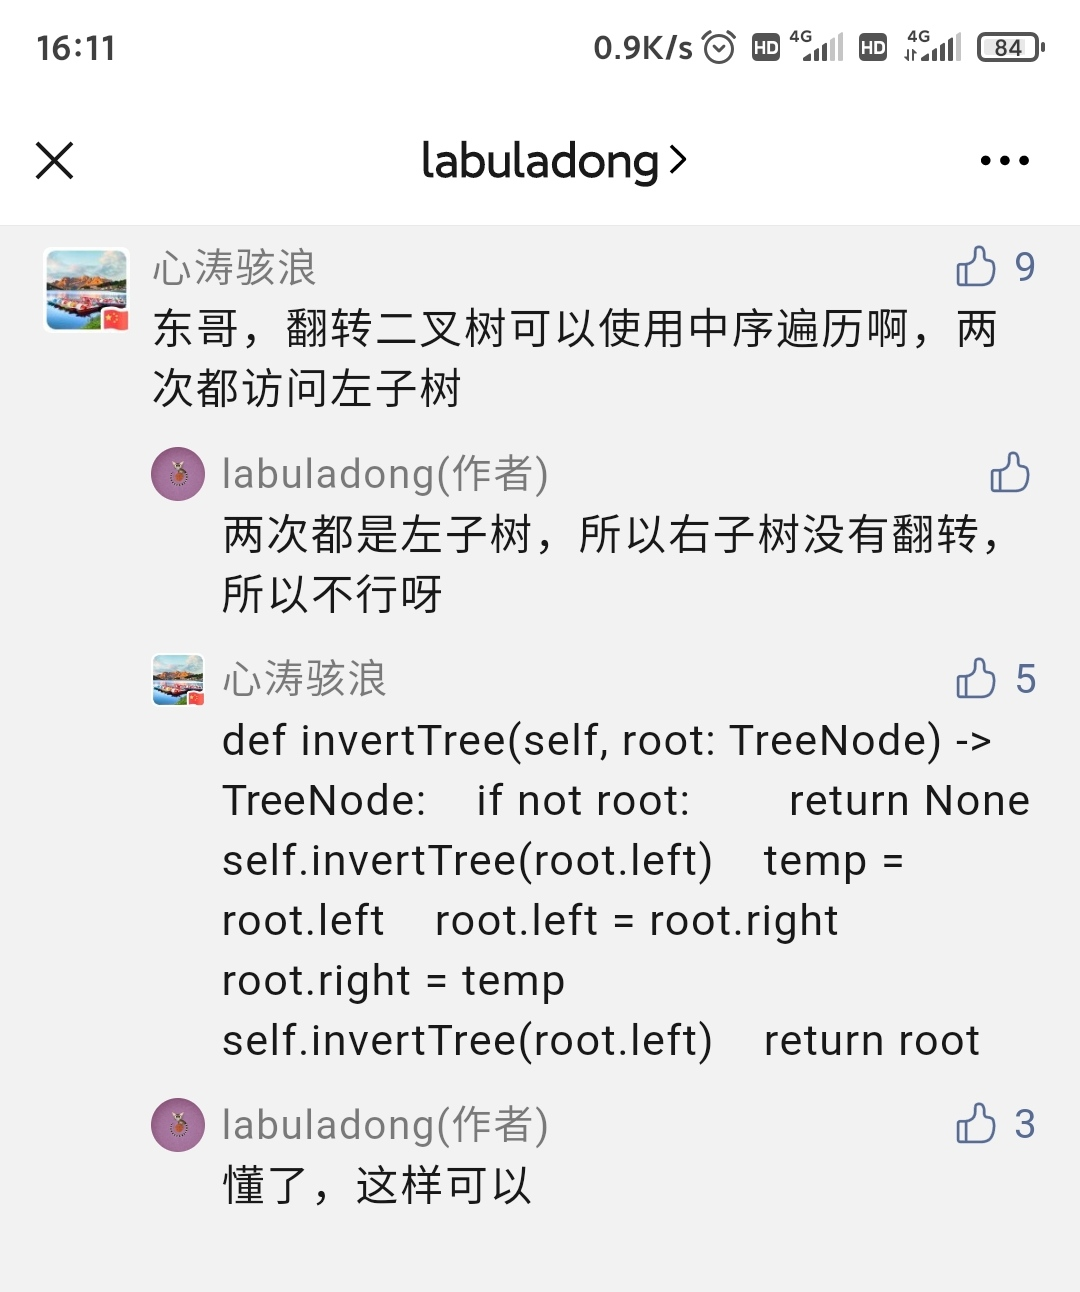 16:11
0.9K/s HD 4G HD 4G 84
labuladong
心涛骇浪 9
东哥，翻转二叉树可以使用中序遍历啊，两
次都访问左子树
labuladong(作者)
两次都是左子树，所以右子树没有翻转，
所以不行呀
心涛骇浪 5
def invertTree(self, root: TreeNode) ->
TreeNode:    if not root:        return None
self.invertTree(root.left)    temp =
root.left    root.left = root.right
root.right = temp
self.invertTree(root.left)    return root
labuladong(作者) 3
懂了，这样可以